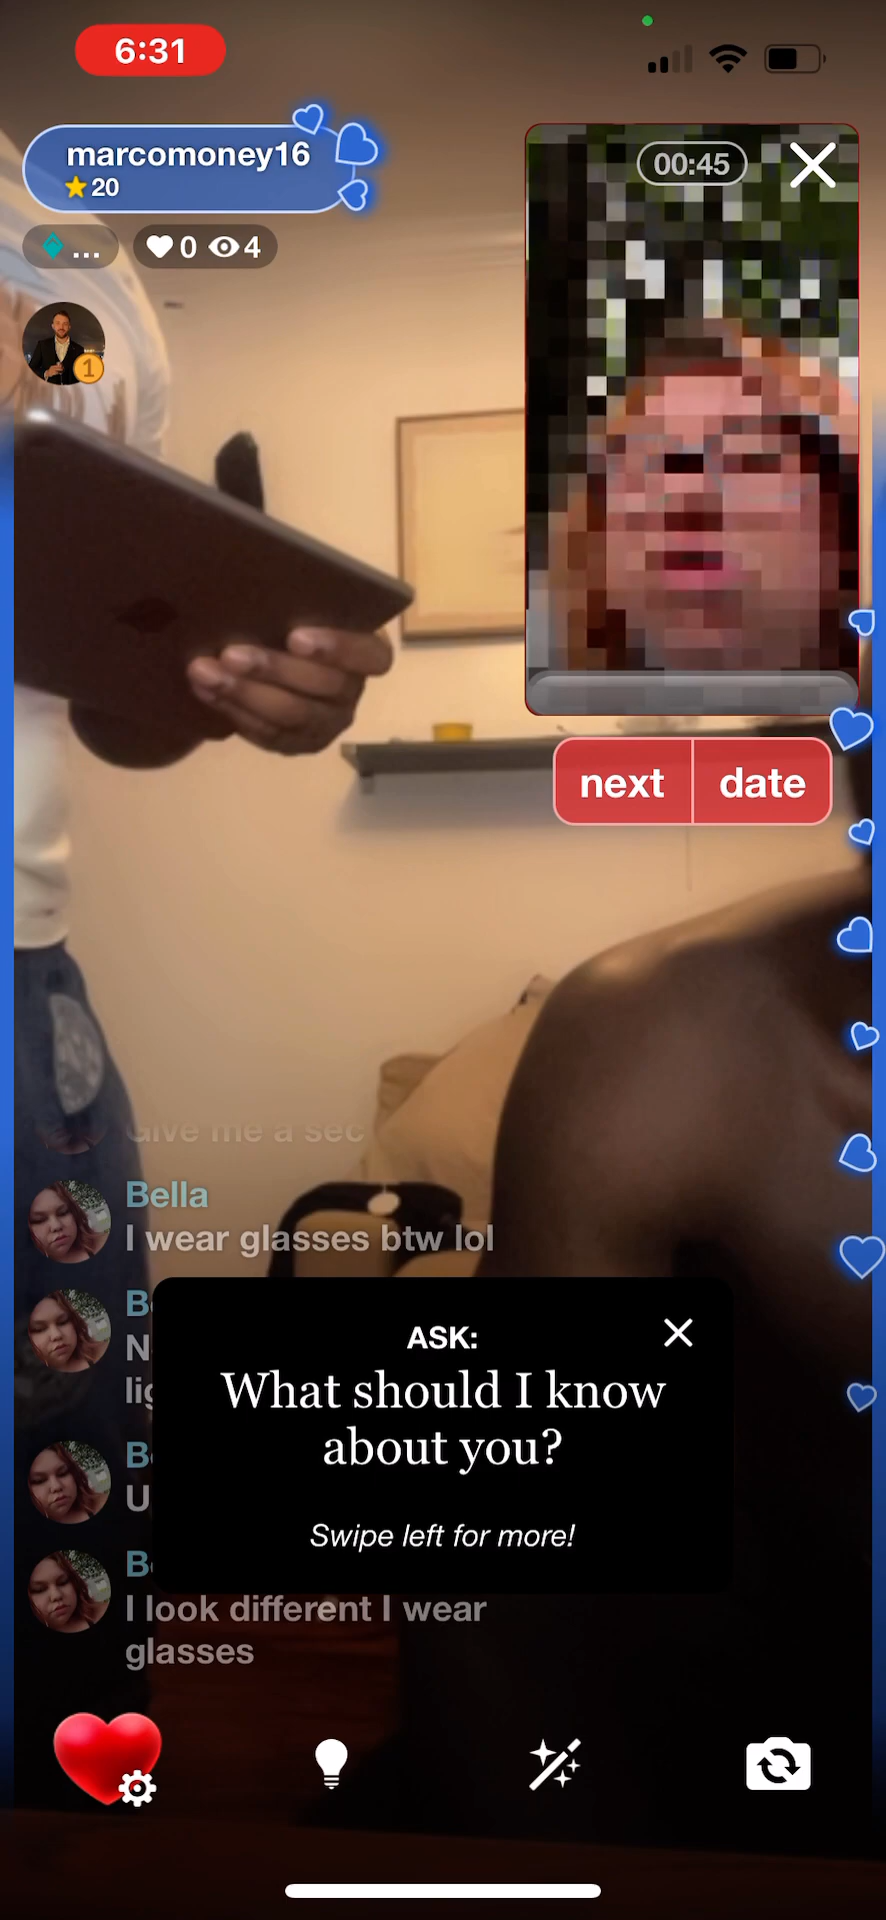 6:31
marcomoney16
20
...
0 4
1
00:45
next date
Give me a sec
Bella
I wear glasses btw lol
ASK:
What should I know
about you?
Swipe left for more!
I look different I wear
glasses